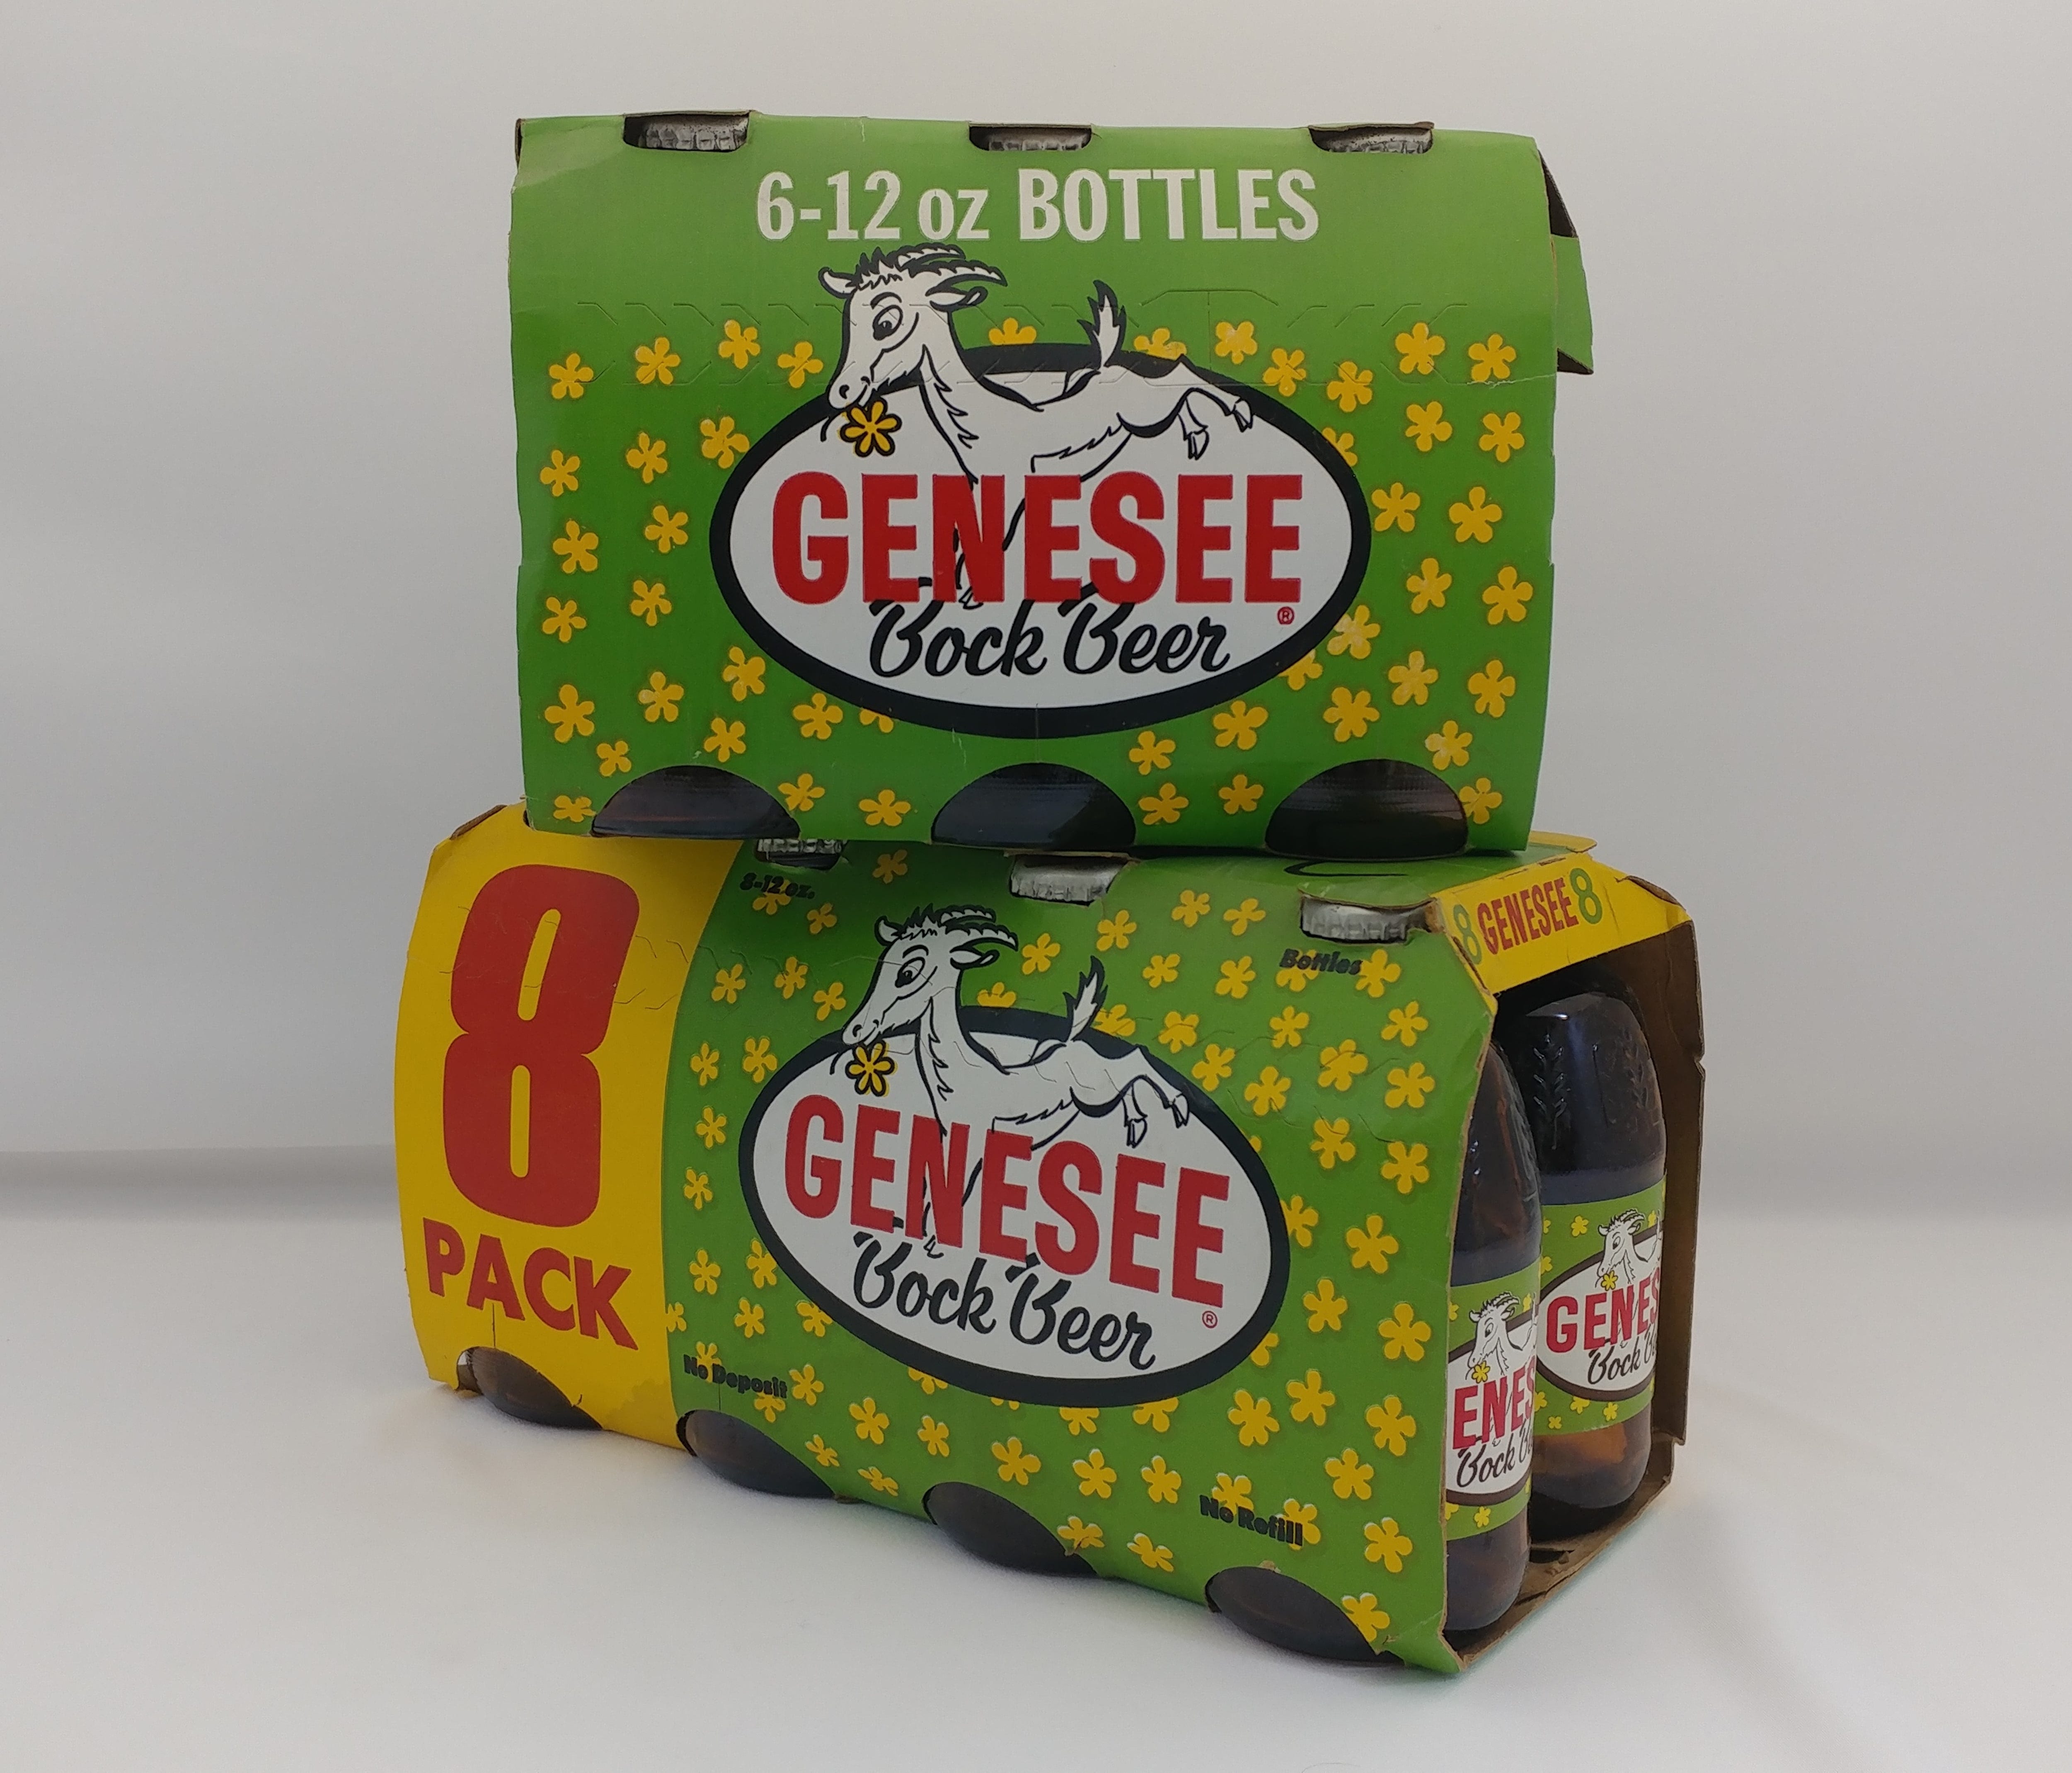 6-12 oz BOTTLES
GENESEE
®
Bock Beer
8
PACK
8-12 oz.
Bottles
GENESEE
®
Bock Beer
No Deposit
No Refill
8 GENESEE 8
GENES
Bock B
ENES
Bock B